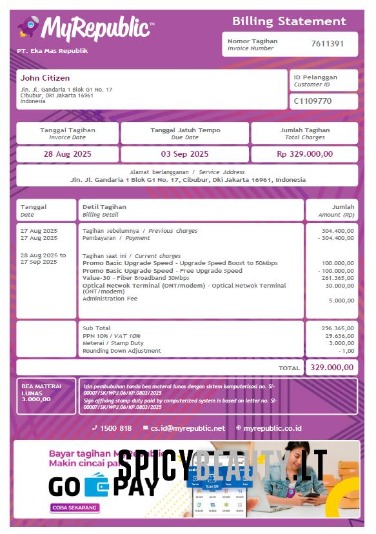 MyRepublic™
PT. Eka Mas Republik
Billing Statement
Nomor Tagihan
Invoice Number
7611391
John Citizen
Jln. Jl. Gandaria 1 Blok G1 No. 17
Cibubur, Dki Jakarta 16961
Indonesia
ID Pelanggan
Customer ID
C1109770
Tanggal Tagihan
Invoice Date
Tanggal Jatuh Tempo
Due Date
Jumlah Tagihan
Total Charges
28 Aug 2025
03 Sep 2025
Rp 329.000,00
Alamat berlangganan / Service Address
Jln. Jl. Gandaria 1 Blok G1 No. 17, Cibubur, Dki Jakarta 16961, Indonesia
Tanggal
Date
Detil Tagihan
Billing Detail
Jumlah
Amount (Rp)
27 Aug 2025 Tagihan sebelumnya / Previous charges 304.400,00
27 Aug 2025 Pembayaran / Payment - 304.400,00
28 Aug 2025 to
27 Sep 2025
Tagihan saat ini / Current charges
Promo Basic Upgrade Speed - Upgrade Speed Boost to 50Mbps 100.000,00
Promo Basic Upgrade Speed - Free Upgrade Speed - 100.000,00
Value-30 - Fiber Broadband 30Mbps 261.365,00
Optical Network Terminal (ONT/modem) - Optical Network Terminal 30.000,00
(ONT/modem)
Administration Fee 5.000,00
Sub Total 296.365,00
PPN 10% / VAT 10% 29.636,00
Meterai / Stamp Duty 3.000,00
Rounding Down Adjustment - 1,00
TOTAL 329.000,00
BEA MATERAI
LUNAS
3.000,00
Izin pembubuhan tanda bea materai lunas dengan sistem komputerisasi no. SI-
00007/SK/WPJ.06/KP.0803/2025
Sign affixing stamp duty paid by computerized system is based on letter no. SI-
00007/SK/WPJ.06/KP.0803/2025
1500 818
cs.id@myrepublic.net
myrepublic.co.id
Bayar tagihan MyRepublic
Makin cincai pakai
GO PAY
COBA SEKARANG
SPICYBEAUTY.LT